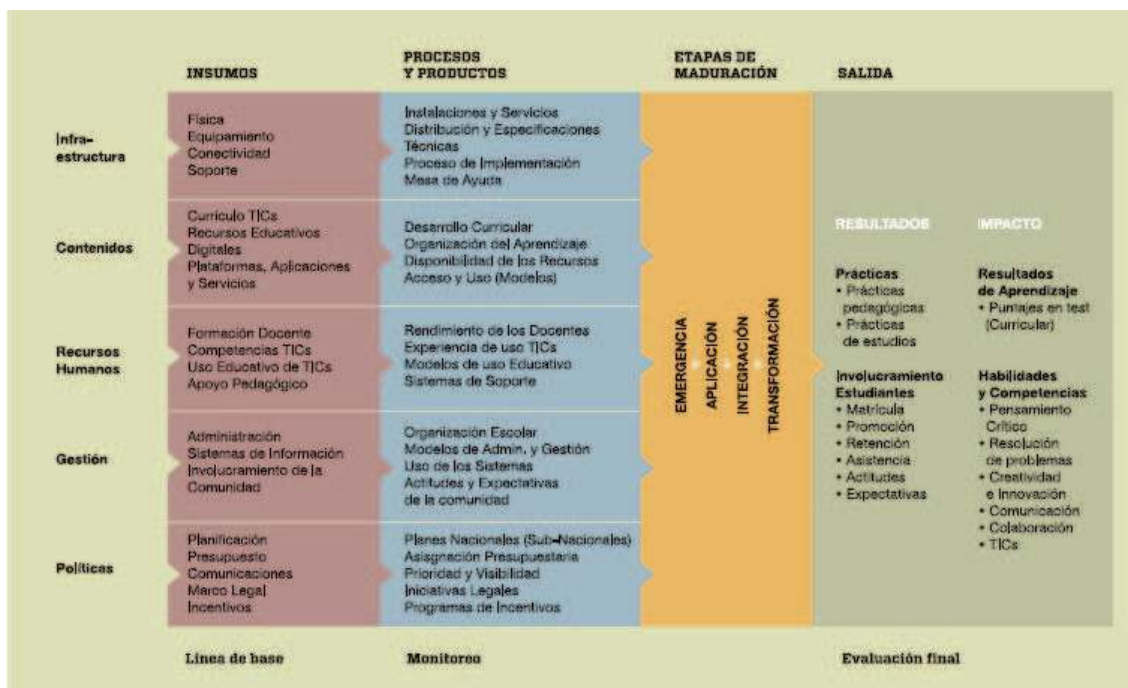 INSUMOS
PROCESOS
Y PRODUCTOS
ETAPAS DE
MADURACIÓN
SALIDA
Infra-
estructura
Física
Equipamiento
Conectividad
Soporte
Instalaciones y Servicios
Distribución y Especificaciones
Técnicas
Proceso de Implementación
Mesa de Ayuda
Contenidos
Currículo TICs
Recursos Educativos
Digitales
Plataformas, Aplicaciones
y Servicios
Desarrollo Curricular
Organización del Aprendizaje
Disponibilidad de los Recursos
Acceso y Uso (Modelos)
Recursos
Humanos
Formación Docente
Competencias TICs
Uso Educativo de TICs
Apoyo Pedagógico
Rendimiento de los Docentes
Experiencia de uso TICs
Modelos de uso Educativo
Sistemas de Soporte
Gestión
Administración
Sistemas de Información
Involucramiento de la
Comunidad
Organización Escolar
Modelos de Admin. y Gestión
Uso de los Sistemas
Actitudes y Expectativas
de la comunidad
Políticas
Planificación
Presupuesto
Comunicaciones
Marco Legal
Incentivos
Planes Nacionales (Sub-Nacionales)
Asisgnación Presupuestaria
Prioridad y Visibilidad
Iniciativas Legales
Programas de Incentivos
EMERGENCIA
APLICACIÓN
INTEGRACIÓN
TRANSFORMACIÓN
RESULTADOS
Prácticas
• Prácticas
pedagógicas
• Prácticas
de estudios
Involucramiento
Estudiantes
• Matrícula
• Promoción
• Retención
• Asistencia
• Actitudes
• Expectativas
IMPACTO
Resultados
de Aprendizaje
• Puntajes en test
(Curricular)
Habilidades
y Competencias
• Pensamiento
Crítico
• Resolución
de problemas
• Creatividad
e Innovación
• Comunicación
• Colaboración
• TICs
Línea de base
Monitoreo
Evaluación final